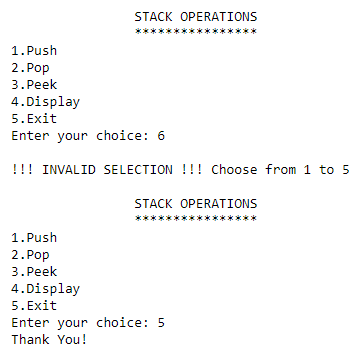 STACK OPERATIONS
****************
1.Push
2.Pop
3.Peek
4.Display
5.Exit
Enter your choice: 6
!!! INVALID SELECTION !!! Choose from 1 to 5
STACK OPERATIONS
****************
1.Push
2.Pop
3.Peek
4.Display
5.Exit
Enter your choice: 5
Thank You!